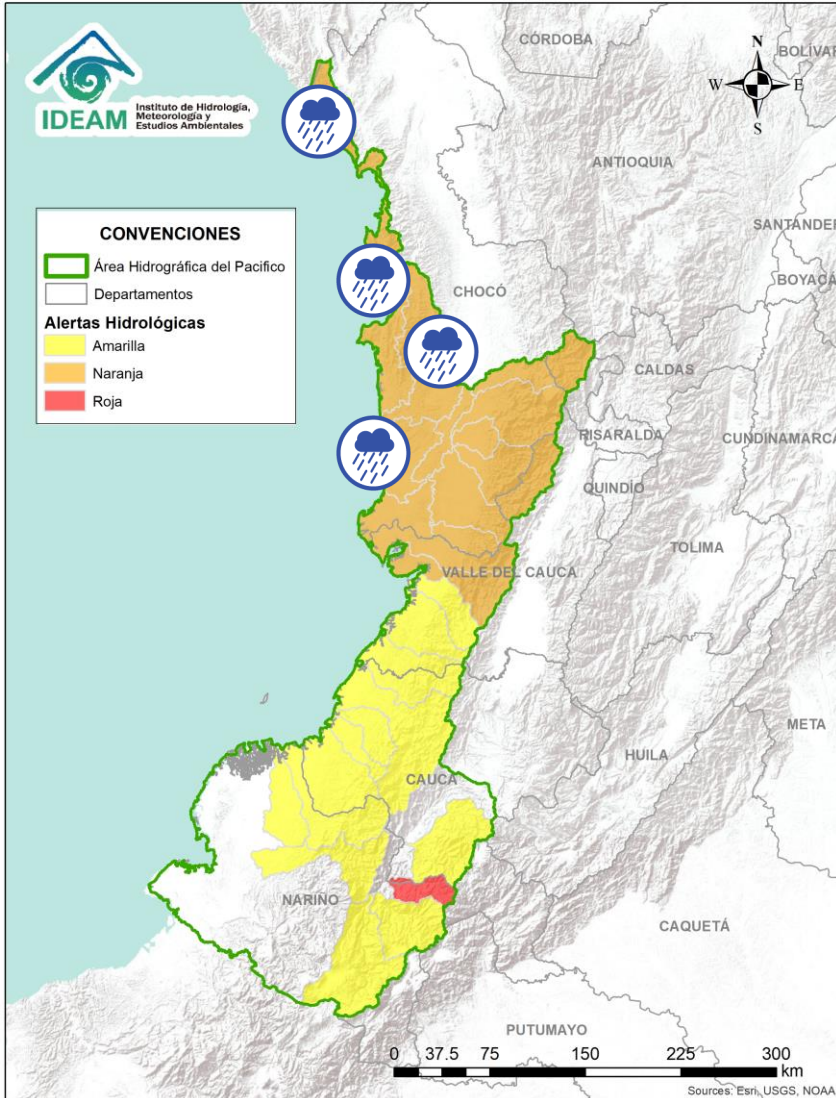 IDEAM
Instituto de Hidrología,
Meteorología y
Estudios Ambientales
CÓRDOBA
BOLÍVAR
N
W
E
S
ANTIOQUIA
SANTANDER
BOYACÁ
CHOCÓ
CONVENCIONES
Área Hidrográfica del Pacifico
Departamentos
Alertas Hidrológicas
Amarilla
Naranja
Roja
CALDAS
RISARALDA
CUNDINAMARCA
QUINDÍO
TOLIMA
VALLE DEL CAUCA
META
HUILA
CAUCA
NARIÑO
CAQUETÁ
PUTUMAYO
0 37.5 75 150 225 300
km
Sources: Esri, USGS, NOAA